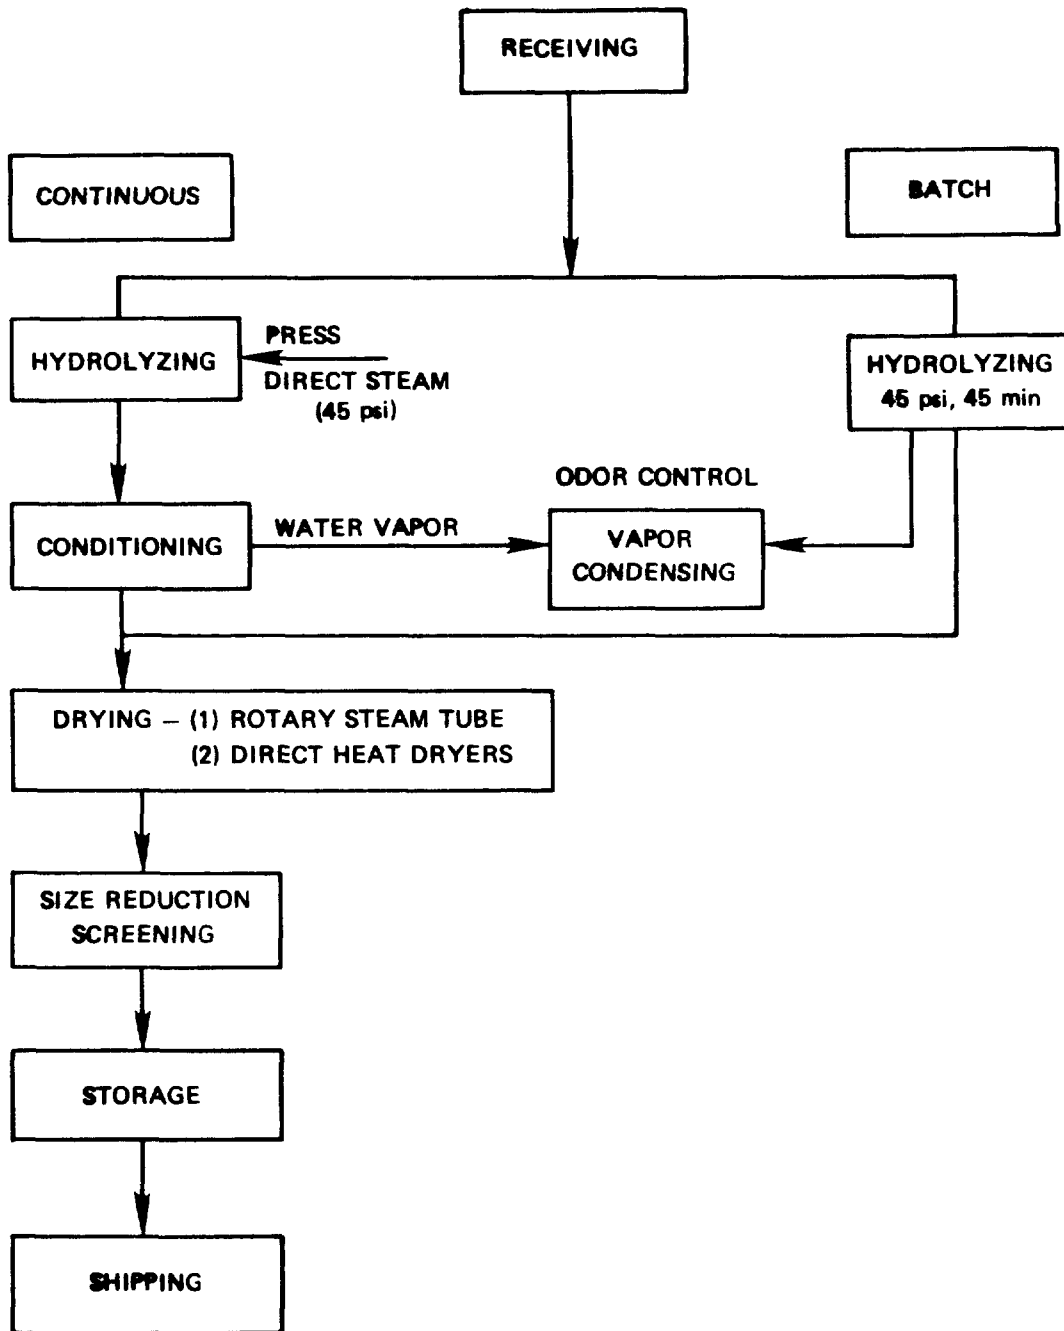 RECEIVING
CONTINUOUS
BATCH
HYDROLYZING
PRESS
DIRECT STEAM
(45 psi)
HYDROLYZING
45 psi, 45 min
ODOR CONTROL
CONDITIONING
WATER VAPOR
VAPOR
CONDENSING
DRYING – (1) ROTARY STEAM TUBE
(2) DIRECT HEAT DRYERS
SIZE REDUCTION
SCREENING
STORAGE
SHIPPING